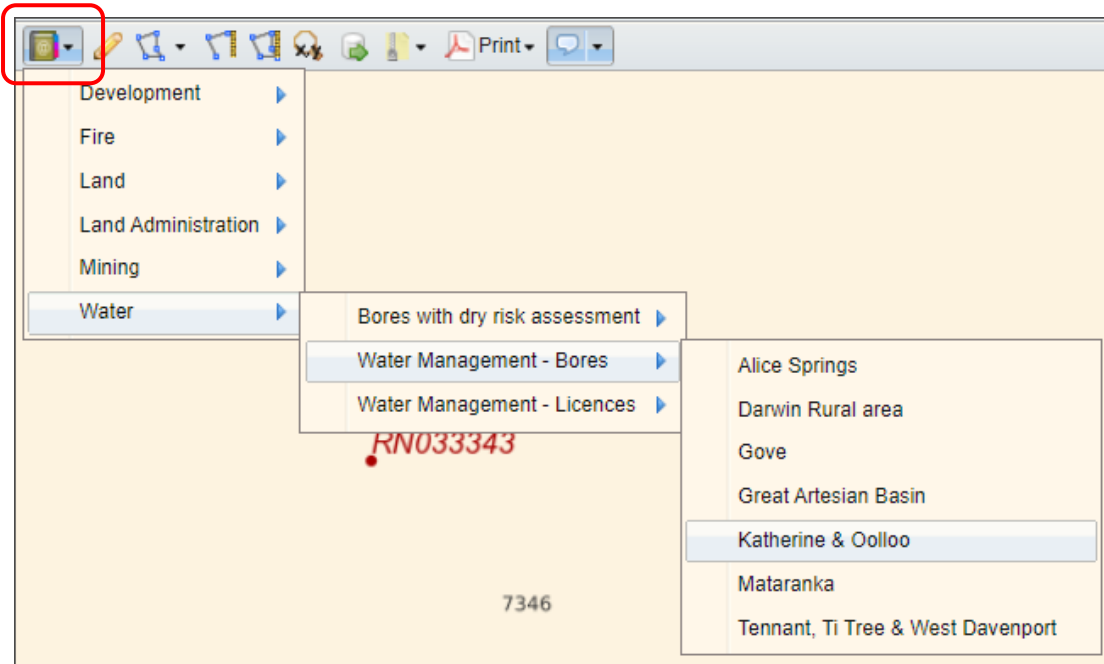 Print
Development
Fire
Land
Land Administration
Mining
Water
Bores with dry risk assessment
Water Management - Bores
Water Management - Licences
Alice Springs
Darwin Rural area
Gove
Great Artesian Basin
Katherine & Oolloo
Mataranka
Tennant, Ti Tree & West Davenport
RN033343
7346